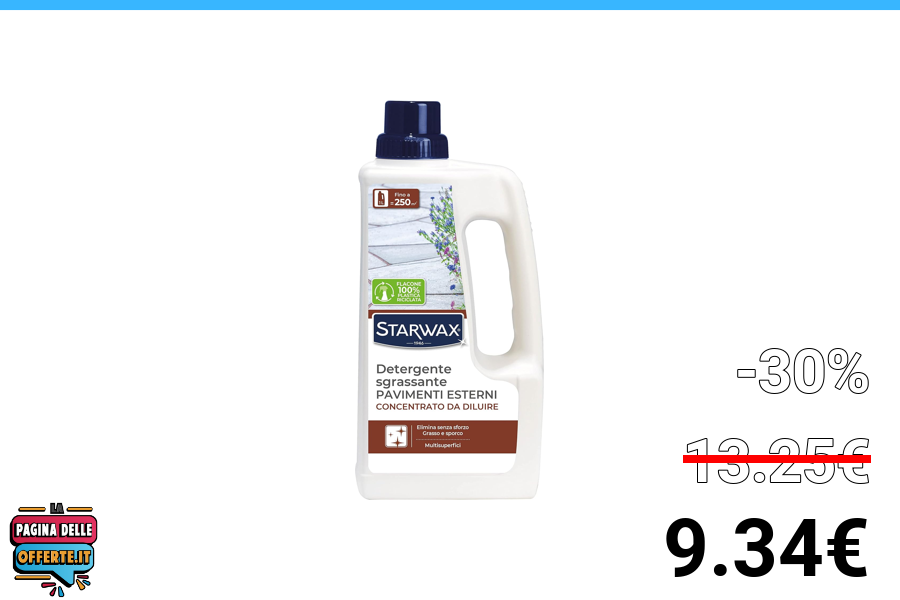 Fino a
250 m²
FLACONE
100%
PLASTICA
RICICLATA
STARWAX
1946
Detergente
sgrassante
PAVIMENTI ESTERNI
CONCENTRATO DA DILUIRE
Elimina senza sforzo
Grasso e sporco
Multisuperfici
-30%
13.25€
9.34€
LA
PAGINA DELLE
OFFERTE.IT